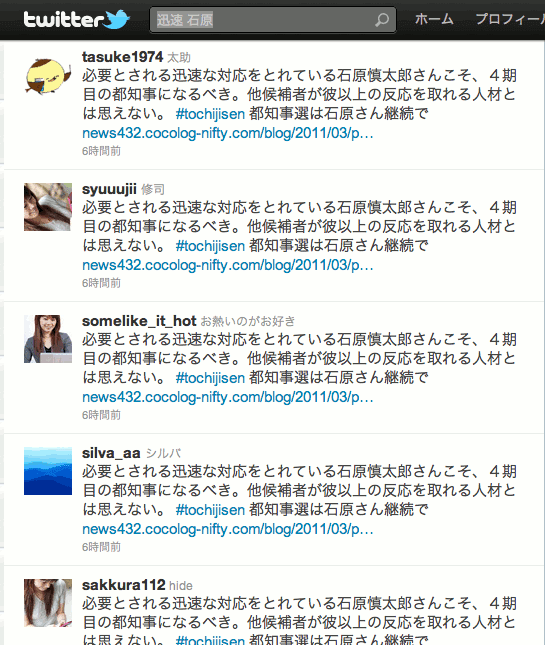 twitter 迅速 石原 ホーム プロフィー
tasuke1974 太助
必要とされる迅速な対応をとれている石原慎太郎さんこそ、４期
目の都知事になるべき。他候補者が彼以上の反応を取れる人材と
は思えない。 #tochijisen 都知事選は石原さん継続で
news432.cocolog-nifty.com/blog/2011/03/p…
6時間前
syuuujii 修司
必要とされる迅速な対応をとれている石原慎太郎さんこそ、４期
目の都知事になるべき。他候補者が彼以上の反応を取れる人材と
は思えない。 #tochijisen 都知事選は石原さん継続で
news432.cocolog-nifty.com/blog/2011/03/p…
6時間前
somelike_it_hot お熱いのがお好き
必要とされる迅速な対応をとれている石原慎太郎さんこそ、４期
目の都知事になるべき。他候補者が彼以上の反応を取れる人材と
は思えない。 #tochijisen 都知事選は石原さん継続で
news432.cocolog-nifty.com/blog/2011/03/p…
6時間前
silva_aa シルバ
必要とされる迅速な対応をとれている石原慎太郎さんこそ、４期
目の都知事になるべき。他候補者が彼以上の反応を取れる人材と
は思えない。 #tochijisen 都知事選は石原さん継続で
news432.cocolog-nifty.com/blog/2011/03/p…
6時間前
sakkura112 hide
必要とされる迅速な対応をとれている石原慎太郎さんこそ、４期
目の都知事になるべき。他候補者が彼以上の反応を取れる人材と
は思えない。 #tochijisen 都知事選は石原さん継続で